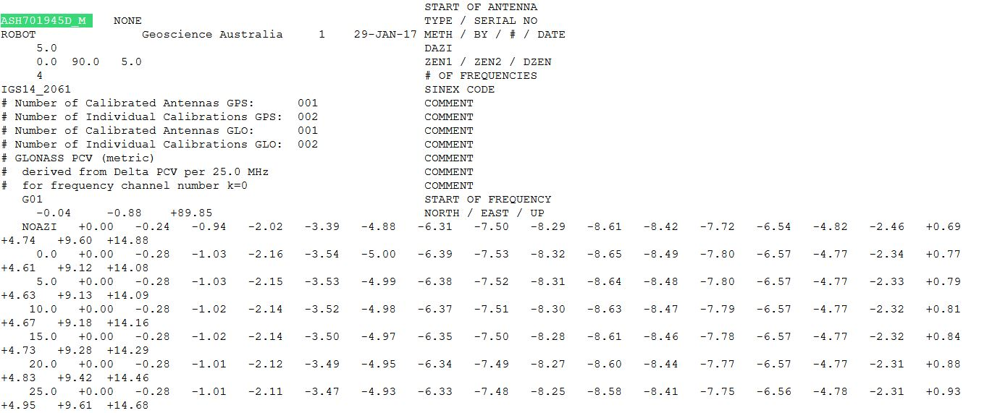 START OF ANTENNA
ASH701945D_M NONE TYPE / SERIAL NO
ROBOT Geoscience Australia 1 29-JAN-17 METH / BY / # / DATE
5.0 DAZI
0.0 90.0 5.0 ZEN1 / ZEN2 / DZEN
4 # OF FREQUENCIES
IGS14_2061 SINEX CODE
# Number of Calibrated Antennas GPS: 001 COMMENT
# Number of Individual Calibrations GPS: 002 COMMENT
# Number of Calibrated Antennas GLO: 001 COMMENT
# Number of Individual Calibrations GLO: 002 COMMENT
# GLONASS PCV (metric) COMMENT
# derived from Delta PCV per 25.0 MHz COMMENT
# for frequency channel number k=0 COMMENT
G01 START OF FREQUENCY
-0.04 -0.88 +89.85 NORTH / EAST / UP
NOAZI +0.00 -0.24 -0.94 -2.02 -3.39 -4.88 -6.31 -7.50 -8.29 -8.61 -8.42 -7.72 -6.54 -4.82 -2.46 +0.69
+4.74 +9.60 +14.88
0.0 +0.00 -0.28 -1.03 -2.16 -3.54 -5.00 -6.39 -7.53 -8.32 -8.65 -8.49 -7.80 -6.57 -4.77 -2.34 +0.77
+4.61 +9.12 +14.08
5.0 +0.00 -0.28 -1.03 -2.15 -3.53 -4.99 -6.38 -7.52 -8.31 -8.64 -8.48 -7.80 -6.57 -4.77 -2.33 +0.79
+4.63 +9.13 +14.09
10.0 +0.00 -0.28 -1.02 -2.14 -3.52 -4.98 -6.37 -7.51 -8.30 -8.63 -8.47 -7.79 -6.57 -4.77 -2.32 +0.81
+4.67 +9.18 +14.16
15.0 +0.00 -0.28 -1.02 -2.14 -3.50 -4.97 -6.35 -7.50 -8.28 -8.61 -8.46 -7.78 -6.57 -4.77 -2.32 +0.84
+4.73 +9.28 +14.29
20.0 +0.00 -0.28 -1.01 -2.12 -3.49 -4.95 -6.34 -7.49 -8.27 -8.60 -8.44 -7.77 -6.57 -4.77 -2.31 +0.88
+4.83 +9.42 +14.46
25.0 +0.00 -0.28 -1.01 -2.11 -3.47 -4.93 -6.33 -7.48 -8.25 -8.58 -8.41 -7.75 -6.56 -4.78 -2.31 +0.93
+4.95 +9.61 +14.68